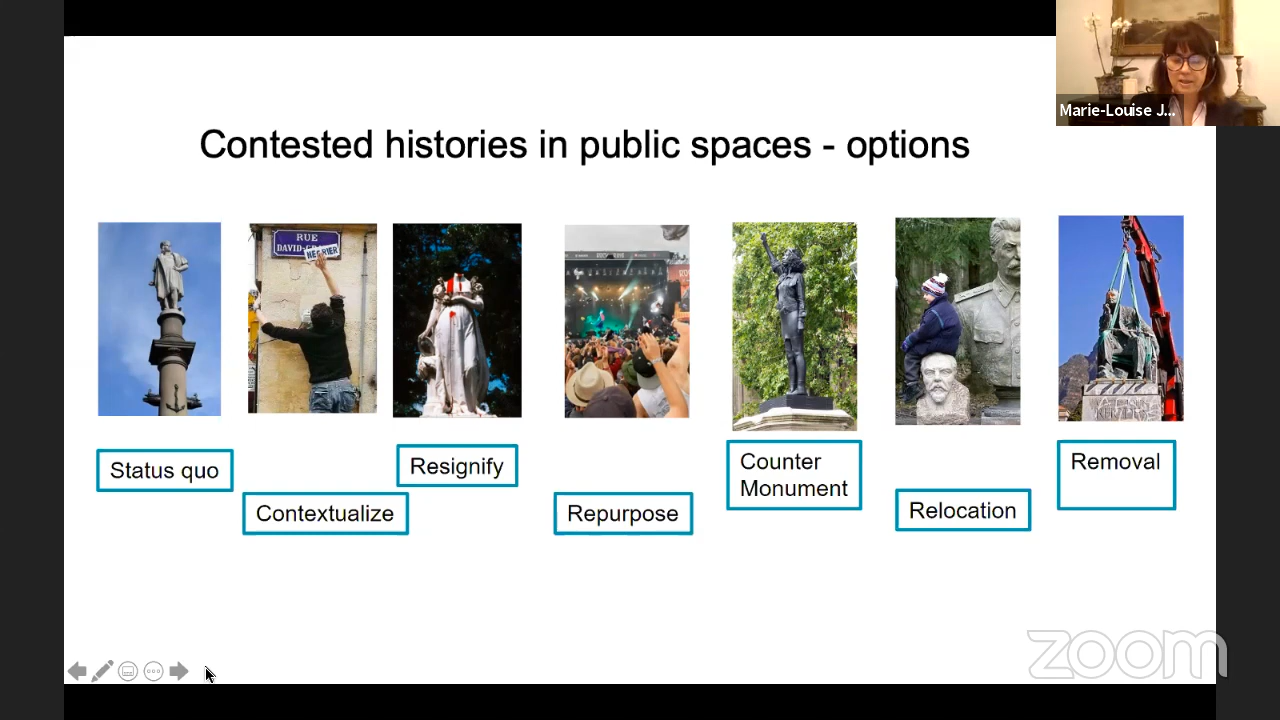 Marie-Louise J...
Contested histories in public spaces - options
RUE
DAVID-G
NEGRIER
Status quo
Contextualize
Resignify
Repurpose
Counter
Monument
Relocation
Removal
zoom